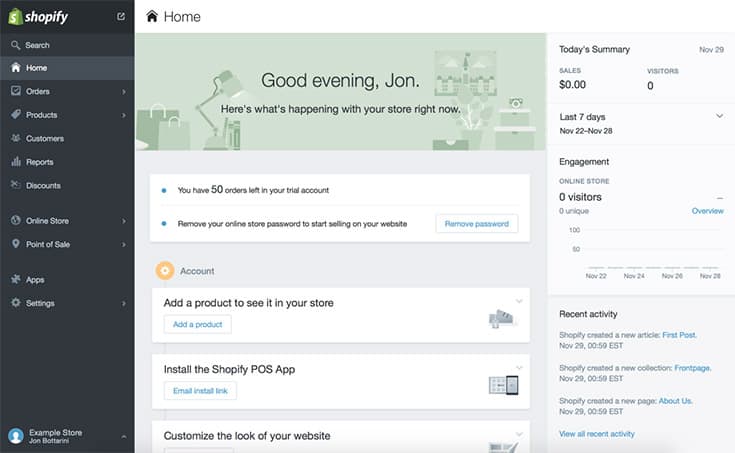 shopify
Search
Home
Orders
Products
Customers
Reports
Discounts
Online Store
Point of Sale
Apps
Settings
Example Store
Jon Bottarini
Home
Good evening, Jon.
Here's what's happening with your store right now.
You have 50 orders left in your trial account
Remove your online store password to start selling on your website
Remove password
Account
Add a product to see it in your store
Add a product
Install the Shopify POS App
Email install link
Customize the look of your website
Today's Summary
Nov 29
SALES
VISITORS
$0.00
0
Last 7 days
Nov 22–Nov 28
Engagement
ONLINE STORE
0 visitors
–
0 unique
Overview
100
50
Nov 22
Nov 24
Nov 26
Nov 28
Recent activity
Shopify created a new article: First Post.
Nov 29, 00:59 EST
Shopify created a new collection: Frontpage.
Nov 29, 00:59 EST
Shopify created a new page: About Us.
Nov 29, 00:59 EST
View all recent activity